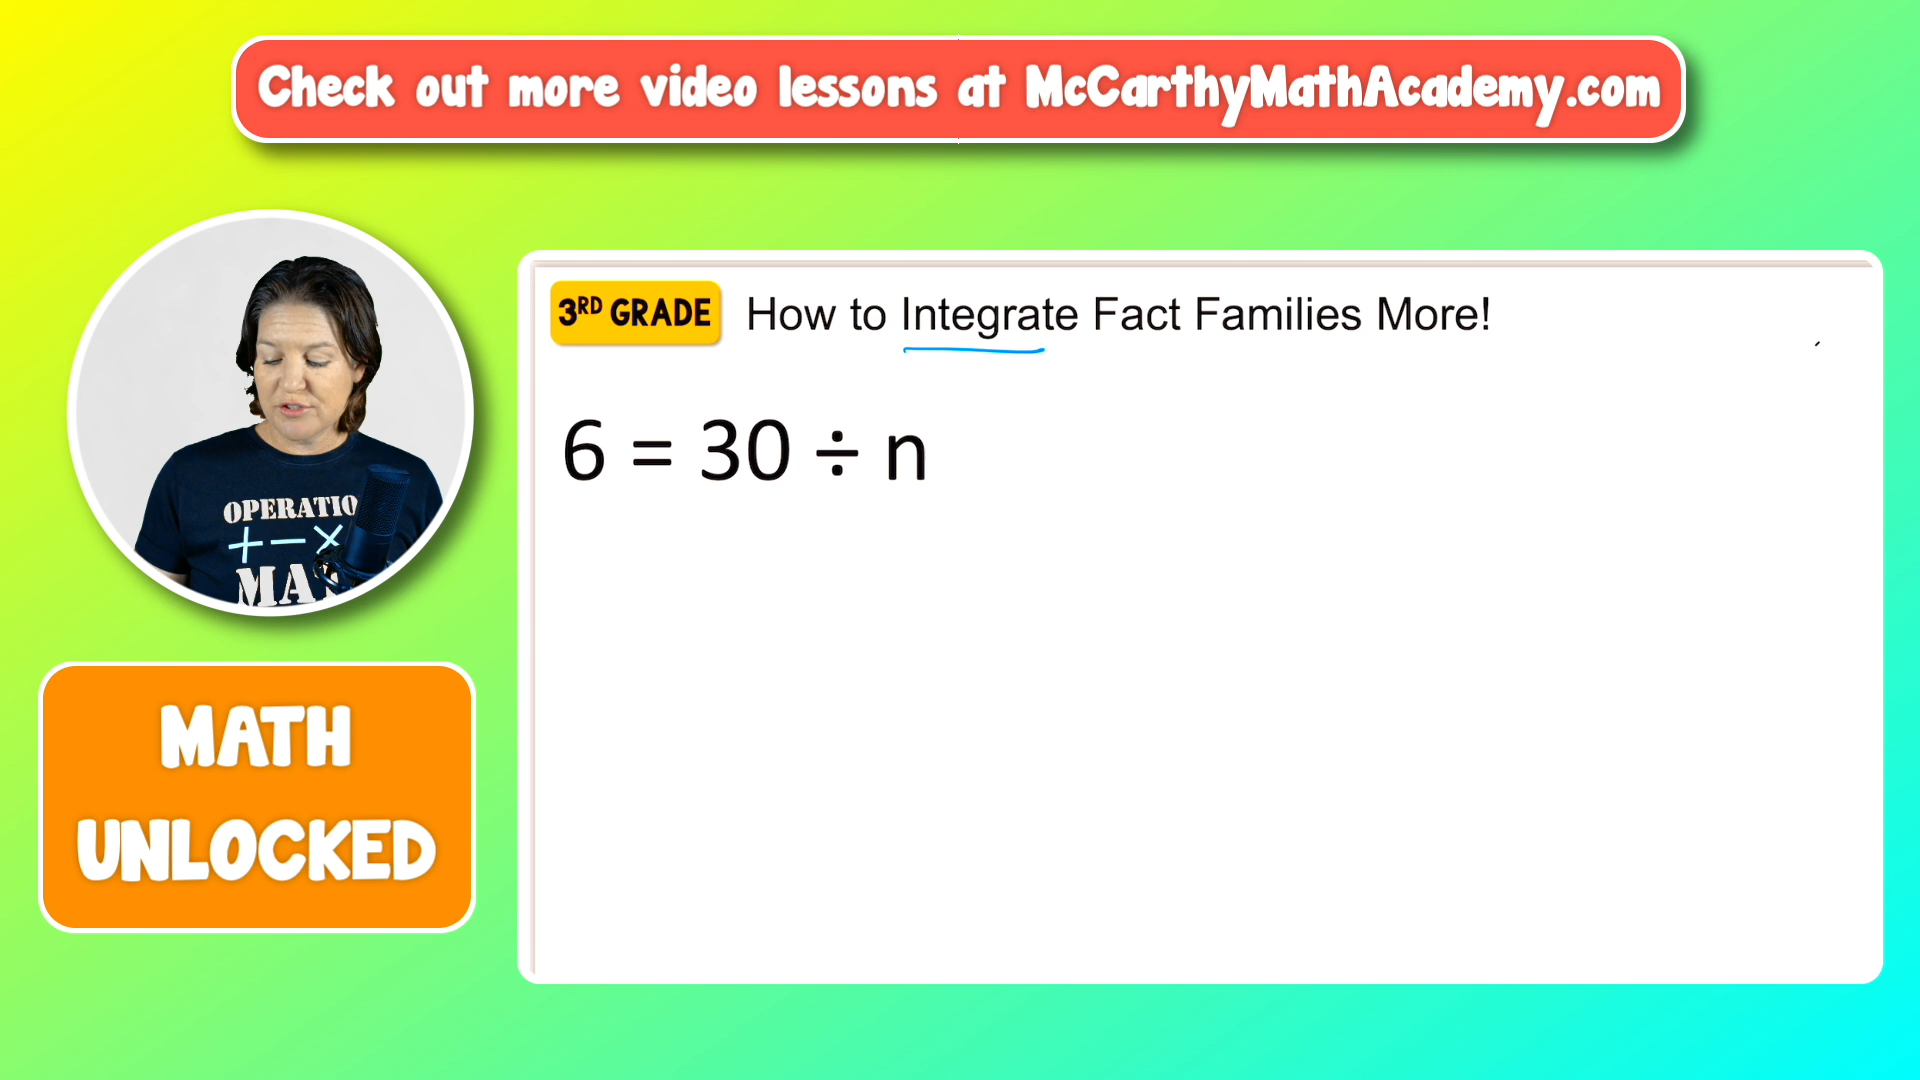 Check out more video lessons at McCarthyMathAcademy.com
3RD GRADE How to Integrate Fact Families More!
6 = 30 ÷ n
OPERATIO
+ − ×
MAT
MATH
UNLOCKED